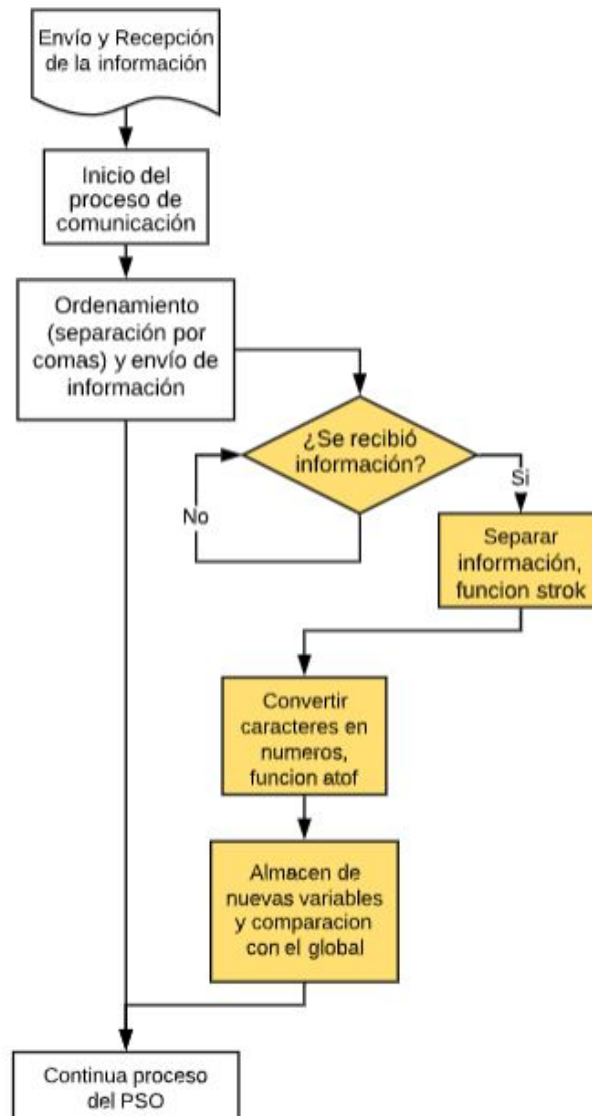 Envío y Recepción
de la información
Inicio del
proceso de
comunicación
Ordenamiento
(separación por
comas) y envío de
información
¿Se recibió
información?
Si
No
Separar
información,
funcion strok
Convertir
caracteres en
numeros,
funcion atof
Almacen de
nuevas variables
y comparacion
con el global
Continua proceso
del PSO